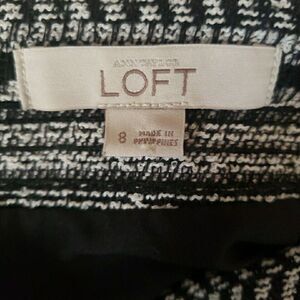 ANN TAYLOR
LOFT
8
MADE IN
PHILIPPINES